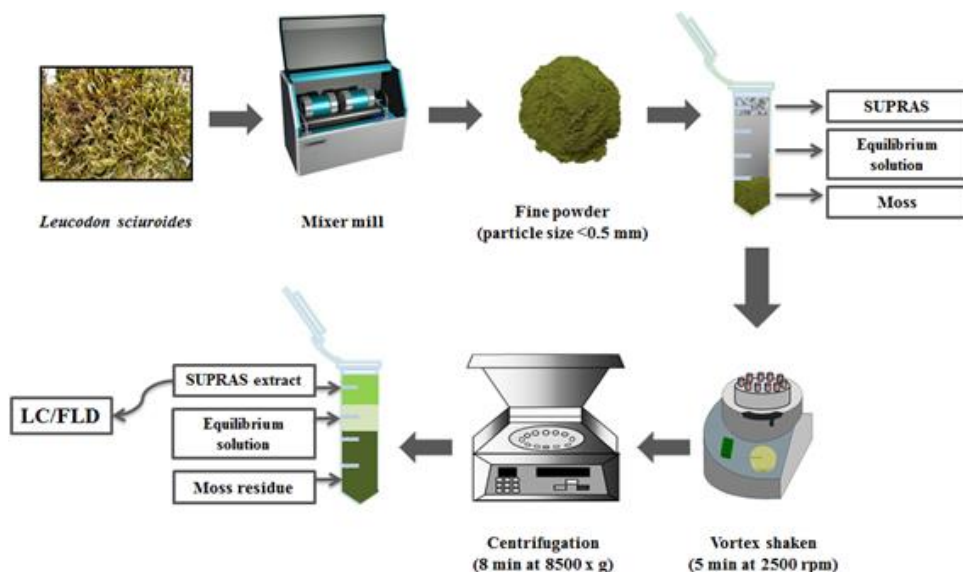 Leucodon sciuroides
Mixer mill
Fine powder
(particle size <0.5 mm)
SUPRAS
Equilibrium
solution
Moss
Vortex shaken
(5 min at 2500 rpm)
Centrifugation
(8 min at 8500 x g)
SUPRAS extract
Equilibrium
solution
Moss residue
LC/FLD